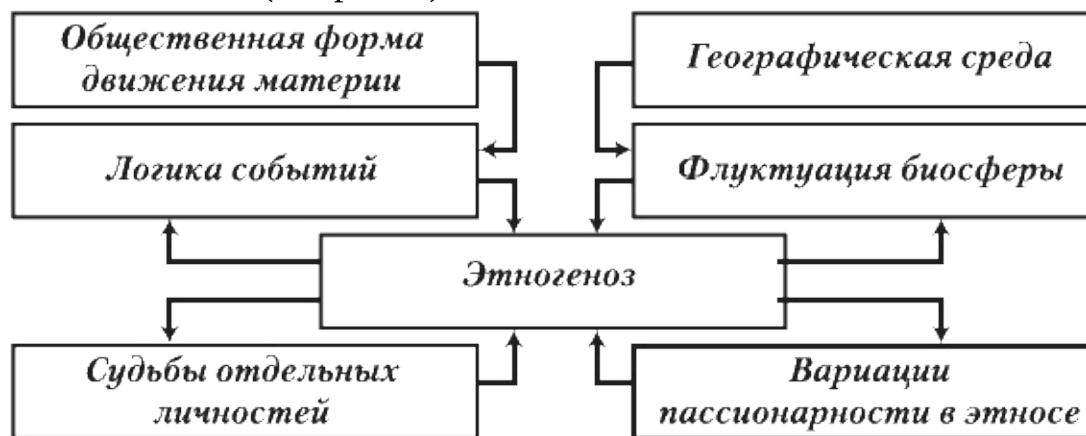 Общественная форма
движения материи
Географическая среда
Логика событий
Флуктуация биосферы
Этногеноз
Судьбы отдельных
личностей
Вариации
пассионарности в этносе